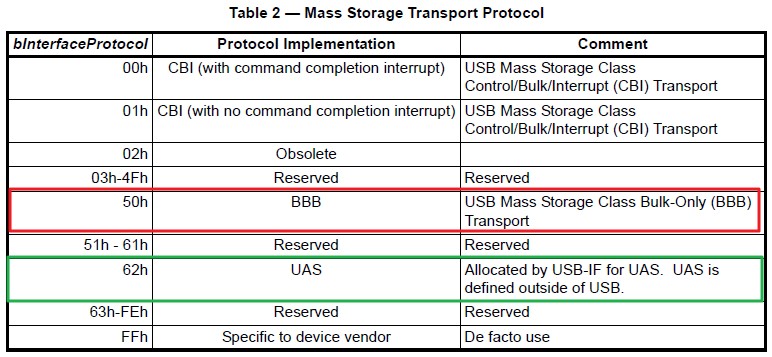 Table 2 — Mass Storage Transport Protocol
bInterfaceProtocol Protocol Implementation Comment
00h CBI (with command completion interrupt) USB Mass Storage Class
Control/Bulk/Interrupt (CBI) Transport
01h CBI (with no command completion interrupt) USB Mass Storage Class
Control/Bulk/Interrupt (CBI) Transport
02h Obsolete
03h-4Fh Reserved Reserved
50h BBB USB Mass Storage Class Bulk-Only (BBB)
Transport
51h - 61h Reserved Reserved
62h UAS Allocated by USB-IF for UAS. UAS is
defined outside of USB.
63h-FEh Reserved Reserved
FFh Specific to device vendor De facto use